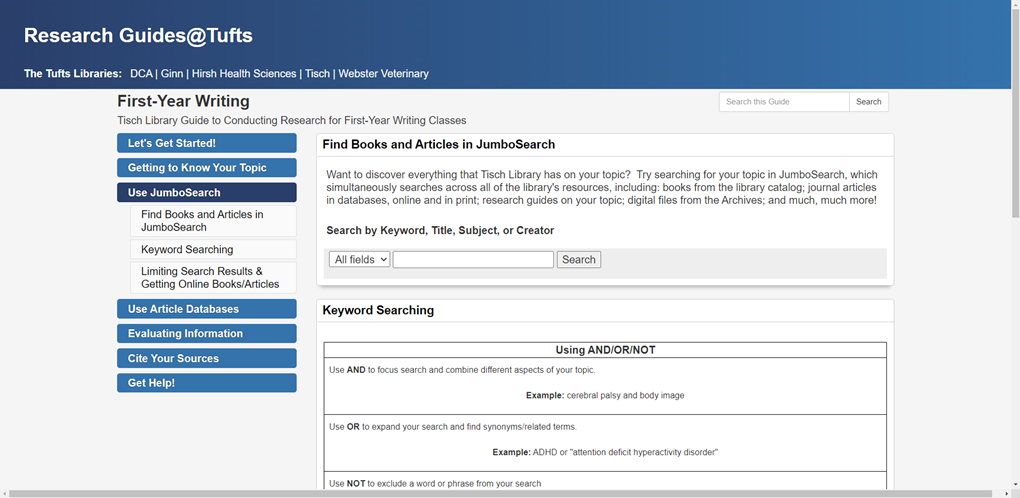 Research Guides@Tufts
The Tufts Libraries: DCA | Ginn | Hirsh Health Sciences | Tisch | Webster Veterinary
First-Year Writing
Search this Guide Search
Tisch Library Guide to Conducting Research for First-Year Writing Classes
Let's Get Started!
Getting to Know Your Topic
Use JumboSearch
Find Books and Articles in
JumboSearch
Keyword Searching
Limiting Search Results &
Getting Online Books/Articles
Use Article Databases
Evaluating Information
Cite Your Sources
Get Help!
Find Books and Articles in JumboSearch
Want to discover everything that Tisch Library has on your topic? Try searching for your topic in JumboSearch, which
simultaneously searches across all of the library's resources, including: books from the library catalog; journal articles
in databases, online and in print; research guides on your topic; digital files from the Archives; and much, much more!
Search by Keyword, Title, Subject, or Creator
All fields Search
Keyword Searching
Using AND/OR/NOT
Use AND to focus search and combine different aspects of your topic.
Example: cerebral palsy and body image
Use OR to expand your search and find synonyms/related terms.
Example: ADHD or "attention deficit hyperactivity disorder"
Use NOT to exclude a word or phrase from your search